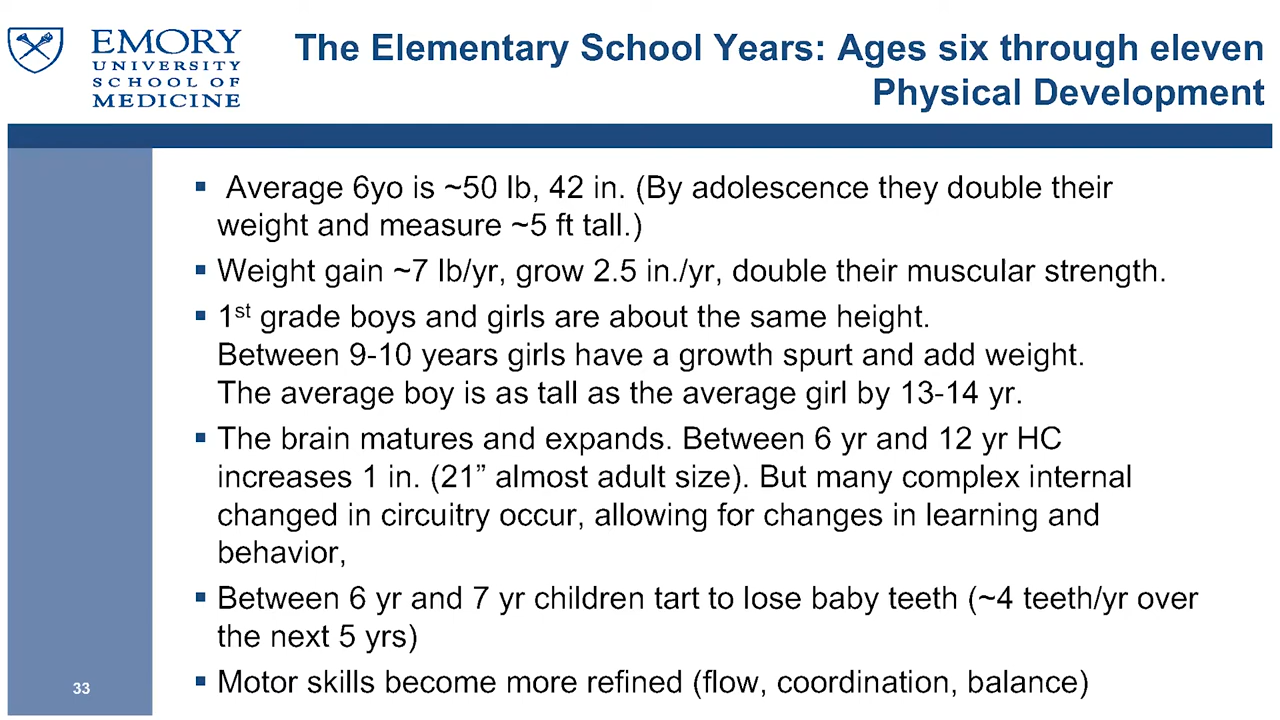 EMORY
UNIVERSITY
SCHOOL OF
MEDICINE
The Elementary School Years: Ages six through eleven
Physical Development
▪ Average 6yo is ~50 lb, 42 in. (By adolescence they double their
weight and measure ~5 ft tall.)
▪ Weight gain ~7 lb/yr, grow 2.5 in./yr, double their muscular strength.
▪ 1st grade boys and girls are about the same height.
Between 9-10 years girls have a growth spurt and add weight.
The average boy is as tall as the average girl by 13-14 yr.
▪ The brain matures and expands. Between 6 yr and 12 yr HC
increases 1 in. (21” almost adult size). But many complex internal
changed in circuitry occur, allowing for changes in learning and
behavior,
▪ Between 6 yr and 7 yr children tart to lose baby teeth (~4 teeth/yr over
the next 5 yrs)
▪ Motor skills become more refined (flow, coordination, balance)
33